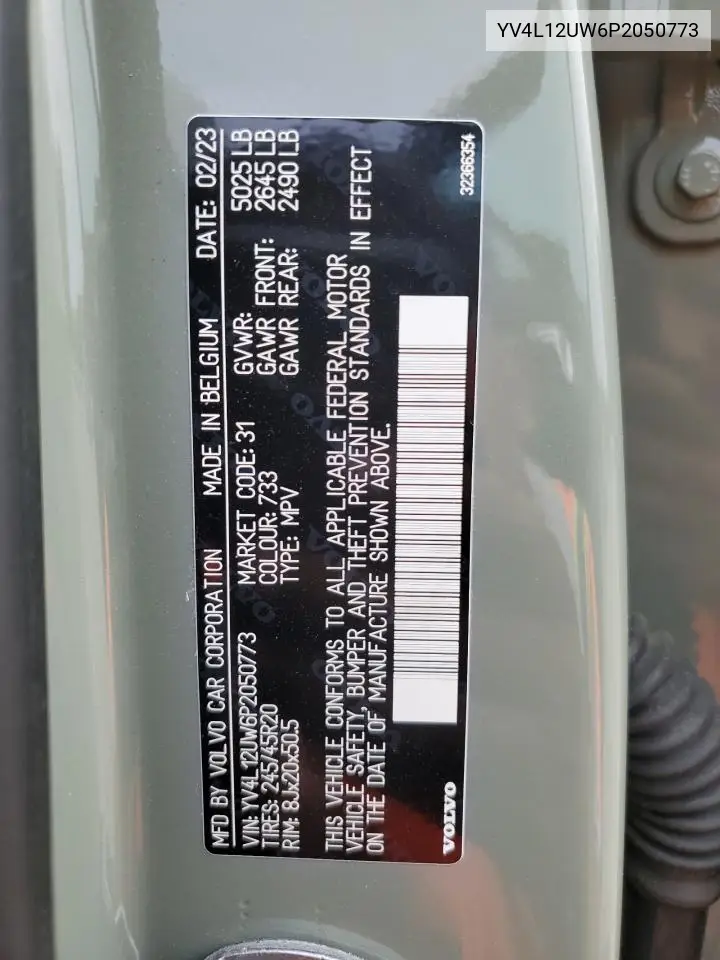 YV4L12UW6P2050773
MFD BY VOLVO CAR CORPORATION MADE IN BELGIUM DATE: 02/23
VIN: YV4L12UW6P2050773 MARKET CODE: 31 GVWR: 5025 LB
TIRES: 245/45R20 COLOUR: 733 GAWR FRONT: 2645 LB
RIM: 8Jx20x50.5 TYPE: MPV GAWR REAR: 2490 LB
THIS VEHICLE CONFORMS TO ALL APPLICABLE FEDERAL MOTOR
VEHICLE SAFETY, BUMPER AND THEFT PREVENTION STANDARDS IN EFFECT
ON THE DATE OF MANUFACTURE SHOWN ABOVE.
VOLVO 32366354